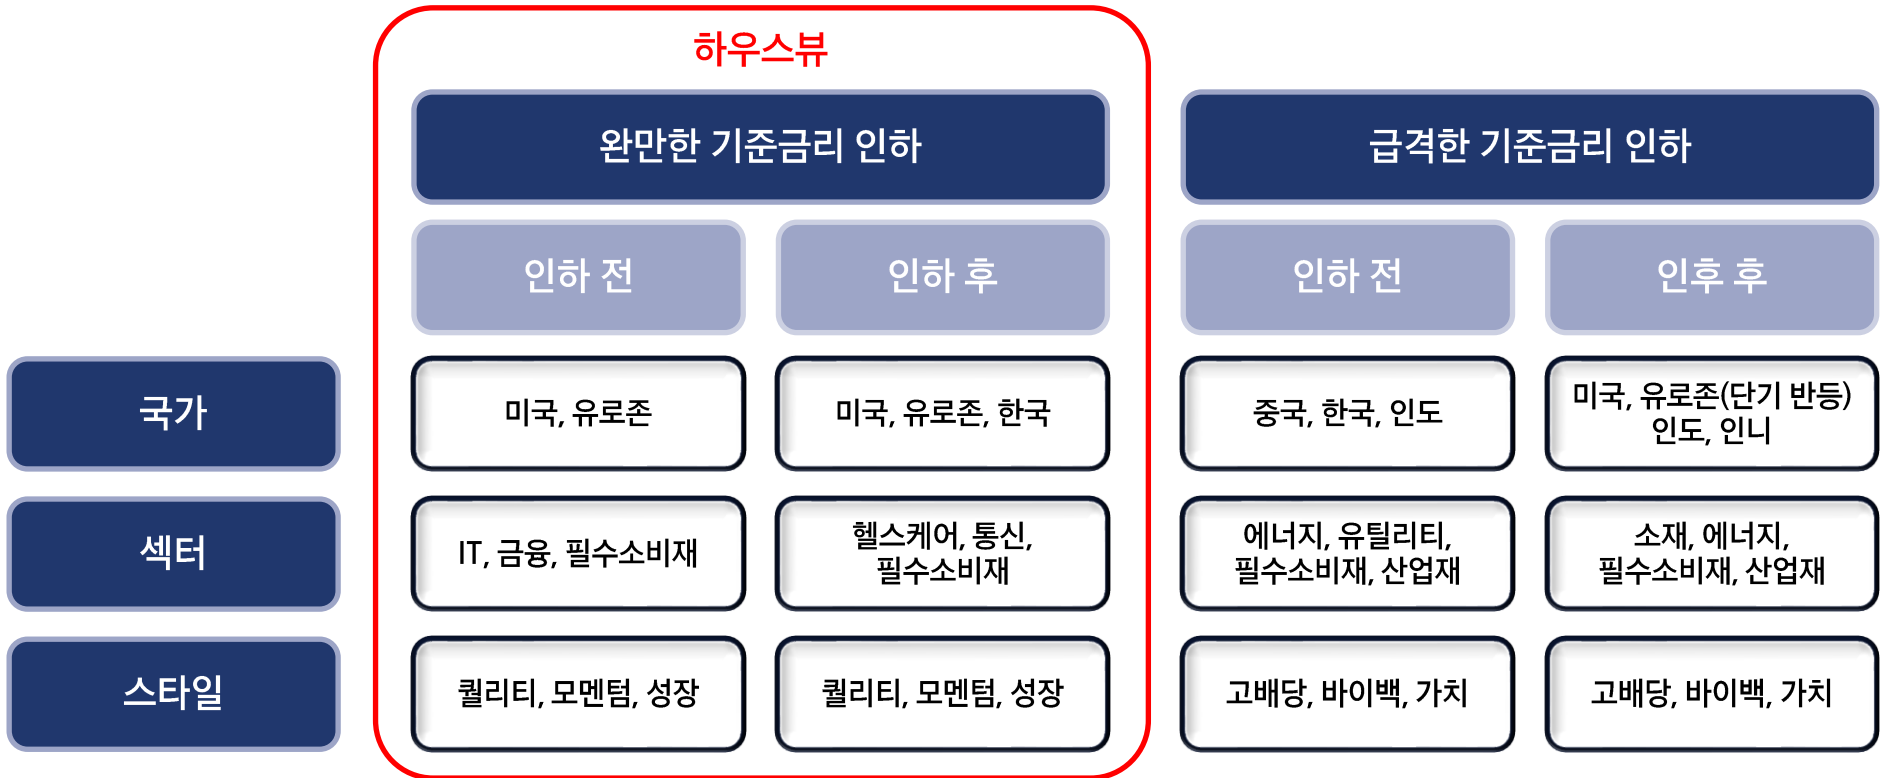 하우스뷰
완만한 기준금리 인하
급격한 기준금리 인하
인하 전
인하 후
인하 전
인후 후
국가
미국, 유로존
미국, 유로존, 한국
중국, 한국, 인도
미국, 유로존(단기 반등)
인도, 인니
섹터
IT, 금융, 필수소비재
헬스케어, 통신,
필수소비재
에너지, 유틸리티,
필수소비재, 산업재
소재, 에너지,
필수소비재, 산업재
스타일
퀄리티, 모멘텀, 성장
퀄리티, 모멘텀, 성장
고배당, 바이백, 가치
고배당, 바이백, 가치